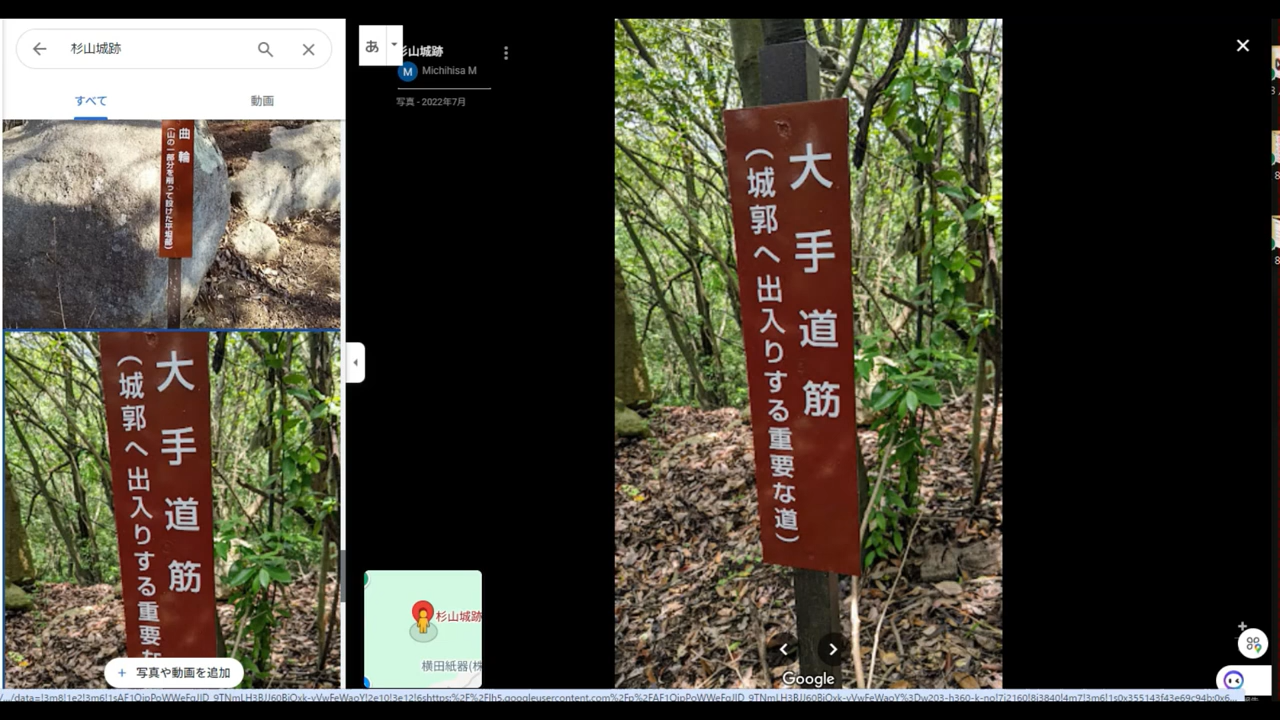 杉山城跡
すべて
動画
曲輪
(山の一部分を削って設けた平坦部)
大手道筋
(城郭へ出入りする重要な
写真や動画を追加
あ
杉山城跡
M
Michihisa M
写真 - 2022年7月
大手道筋
(城郭へ出入りする重要な道)
杉山城跡
横田紙器(株
Google